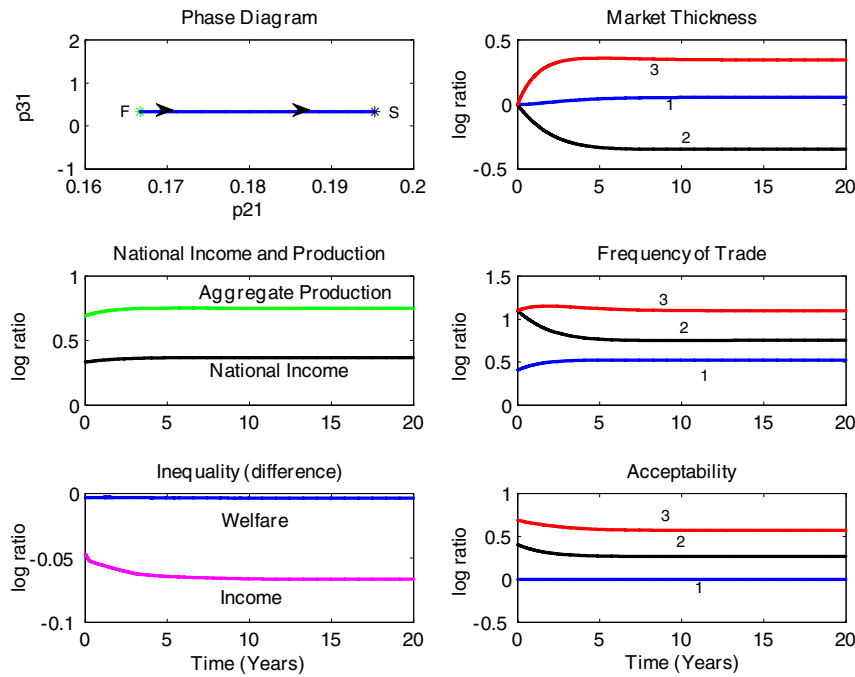 Phase Diagram
2
1
0
-1
p31
F
S
0.16
0.17
0.18
0.19
0.2
p21
Market Thickness
0.5
0
-0.5
log ratio
3
1
2
0
5
10
15
20
National Income and Production
1
0.5
0
log ratio
Aggregate Production
National Income
0
5
10
15
20
Frequency of Trade
1.5
1
0.5
0
log ratio
3
2
1
0
5
10
15
20
Inequality (difference)
0
-0.05
-0.1
log ratio
Welfare
Income
0
5
10
15
20
Time (Years)
Acceptability
1
0.5
0
-0.5
log ratio
3
2
1
0
5
10
15
20
Time (Years)